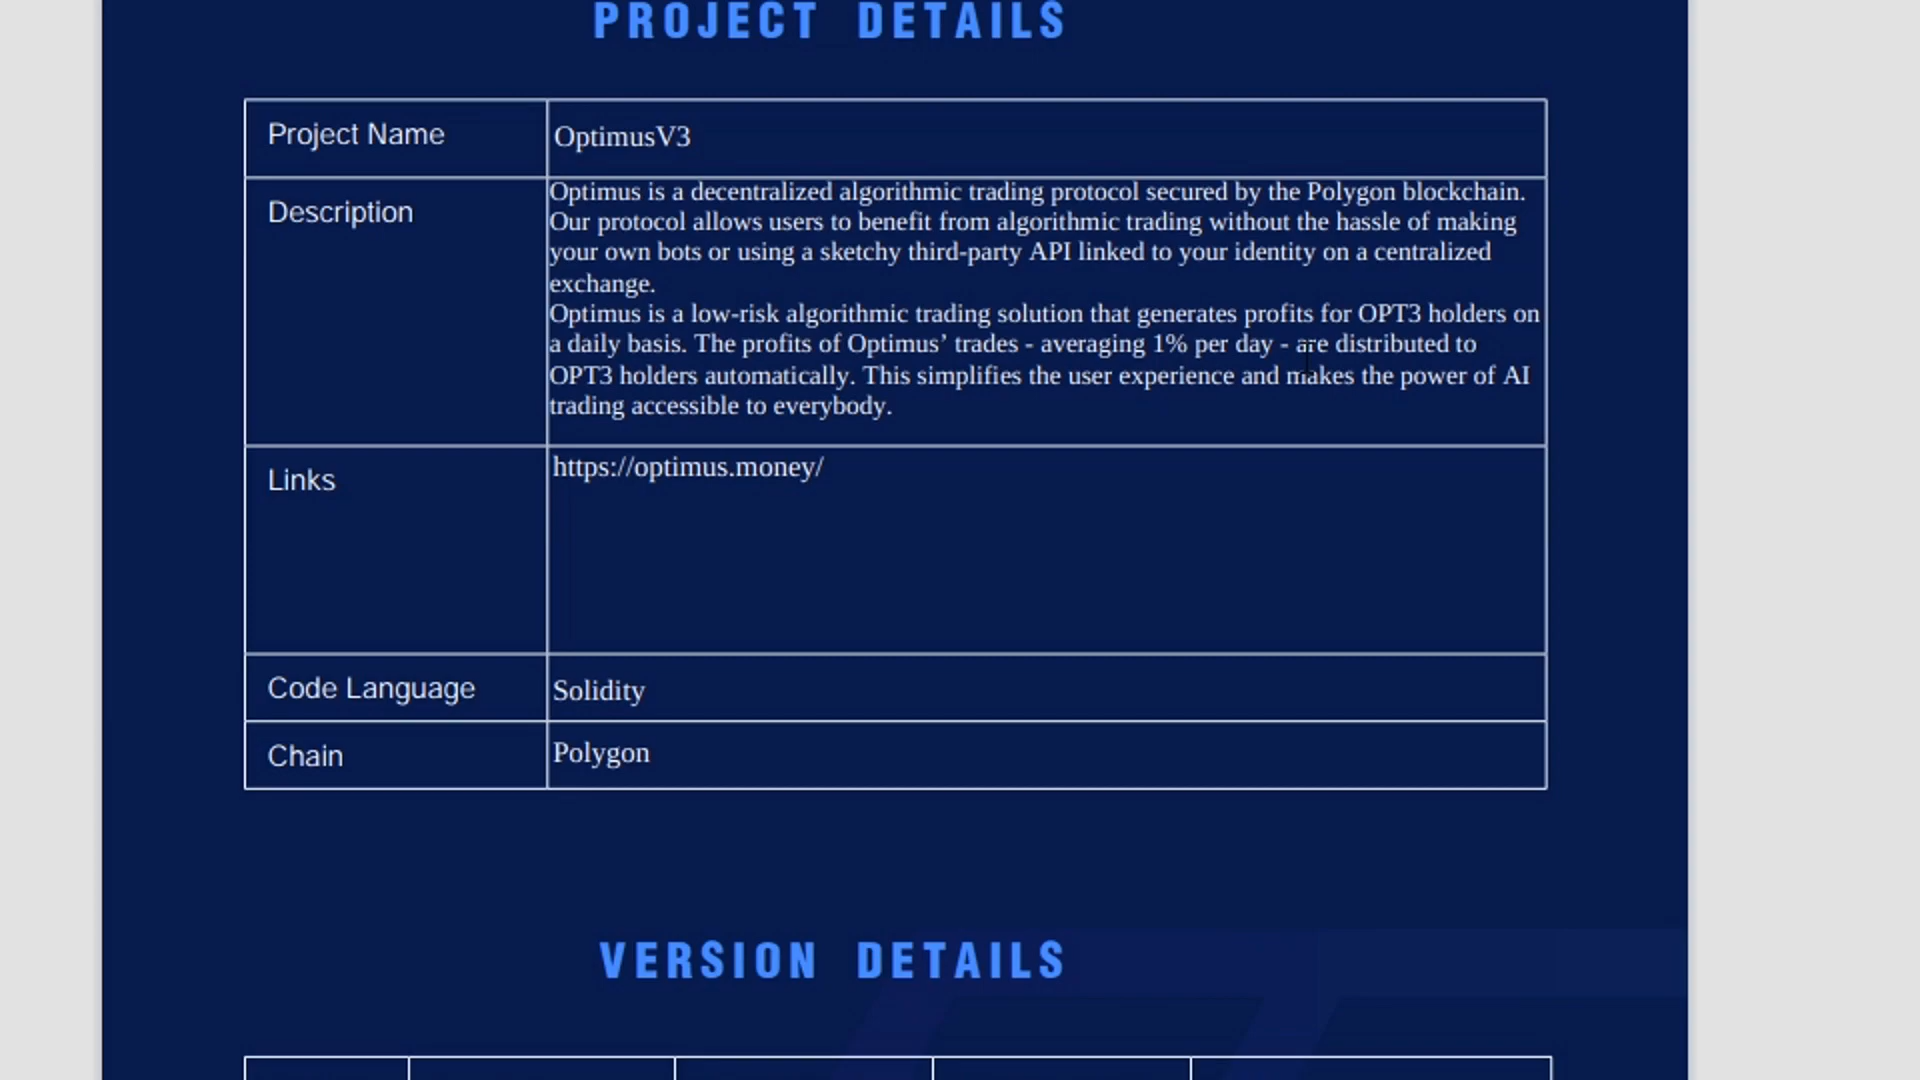 PROJECT DETAILS
Project Name
OptimusV3
Description
Optimus is a decentralized algorithmic trading protocol secured by the Polygon blockchain.
Our protocol allows users to benefit from algorithmic trading without the hassle of making
your own bots or using a sketchy third-party API linked to your identity on a centralized
exchange.
Optimus is a low-risk algorithmic trading solution that generates profits for OPT3 holders on
a daily basis. The profits of Optimus’ trades - averaging 1% per day - are distributed to
OPT3 holders automatically. This simplifies the user experience and makes the power of AI
trading accessible to everybody.
Links
https://optimus.money/
Code Language
Solidity
Chain
Polygon
VERSION DETAILS